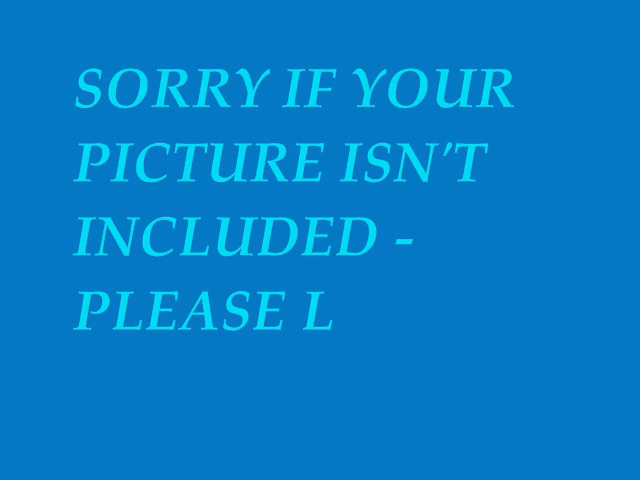 SORRY IF YOUR
PICTURE ISN'T
INCLUDED -
PLEASE L